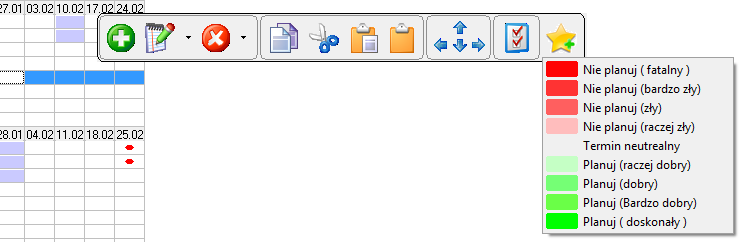 27.01 03.02 10.02 17.02 24.02
Nie planuj ( fatalny )
Nie planuj (bardzo zły)
Nie planuj (zły)
Nie planuj (raczej zły)
Termin neutrealny
Planuj (raczej dobry)
Planuj (dobry)
Planuj (Bardzo dobry)
Planuj ( doskonały )
28.01 04.02 11.02 18.02 25.02